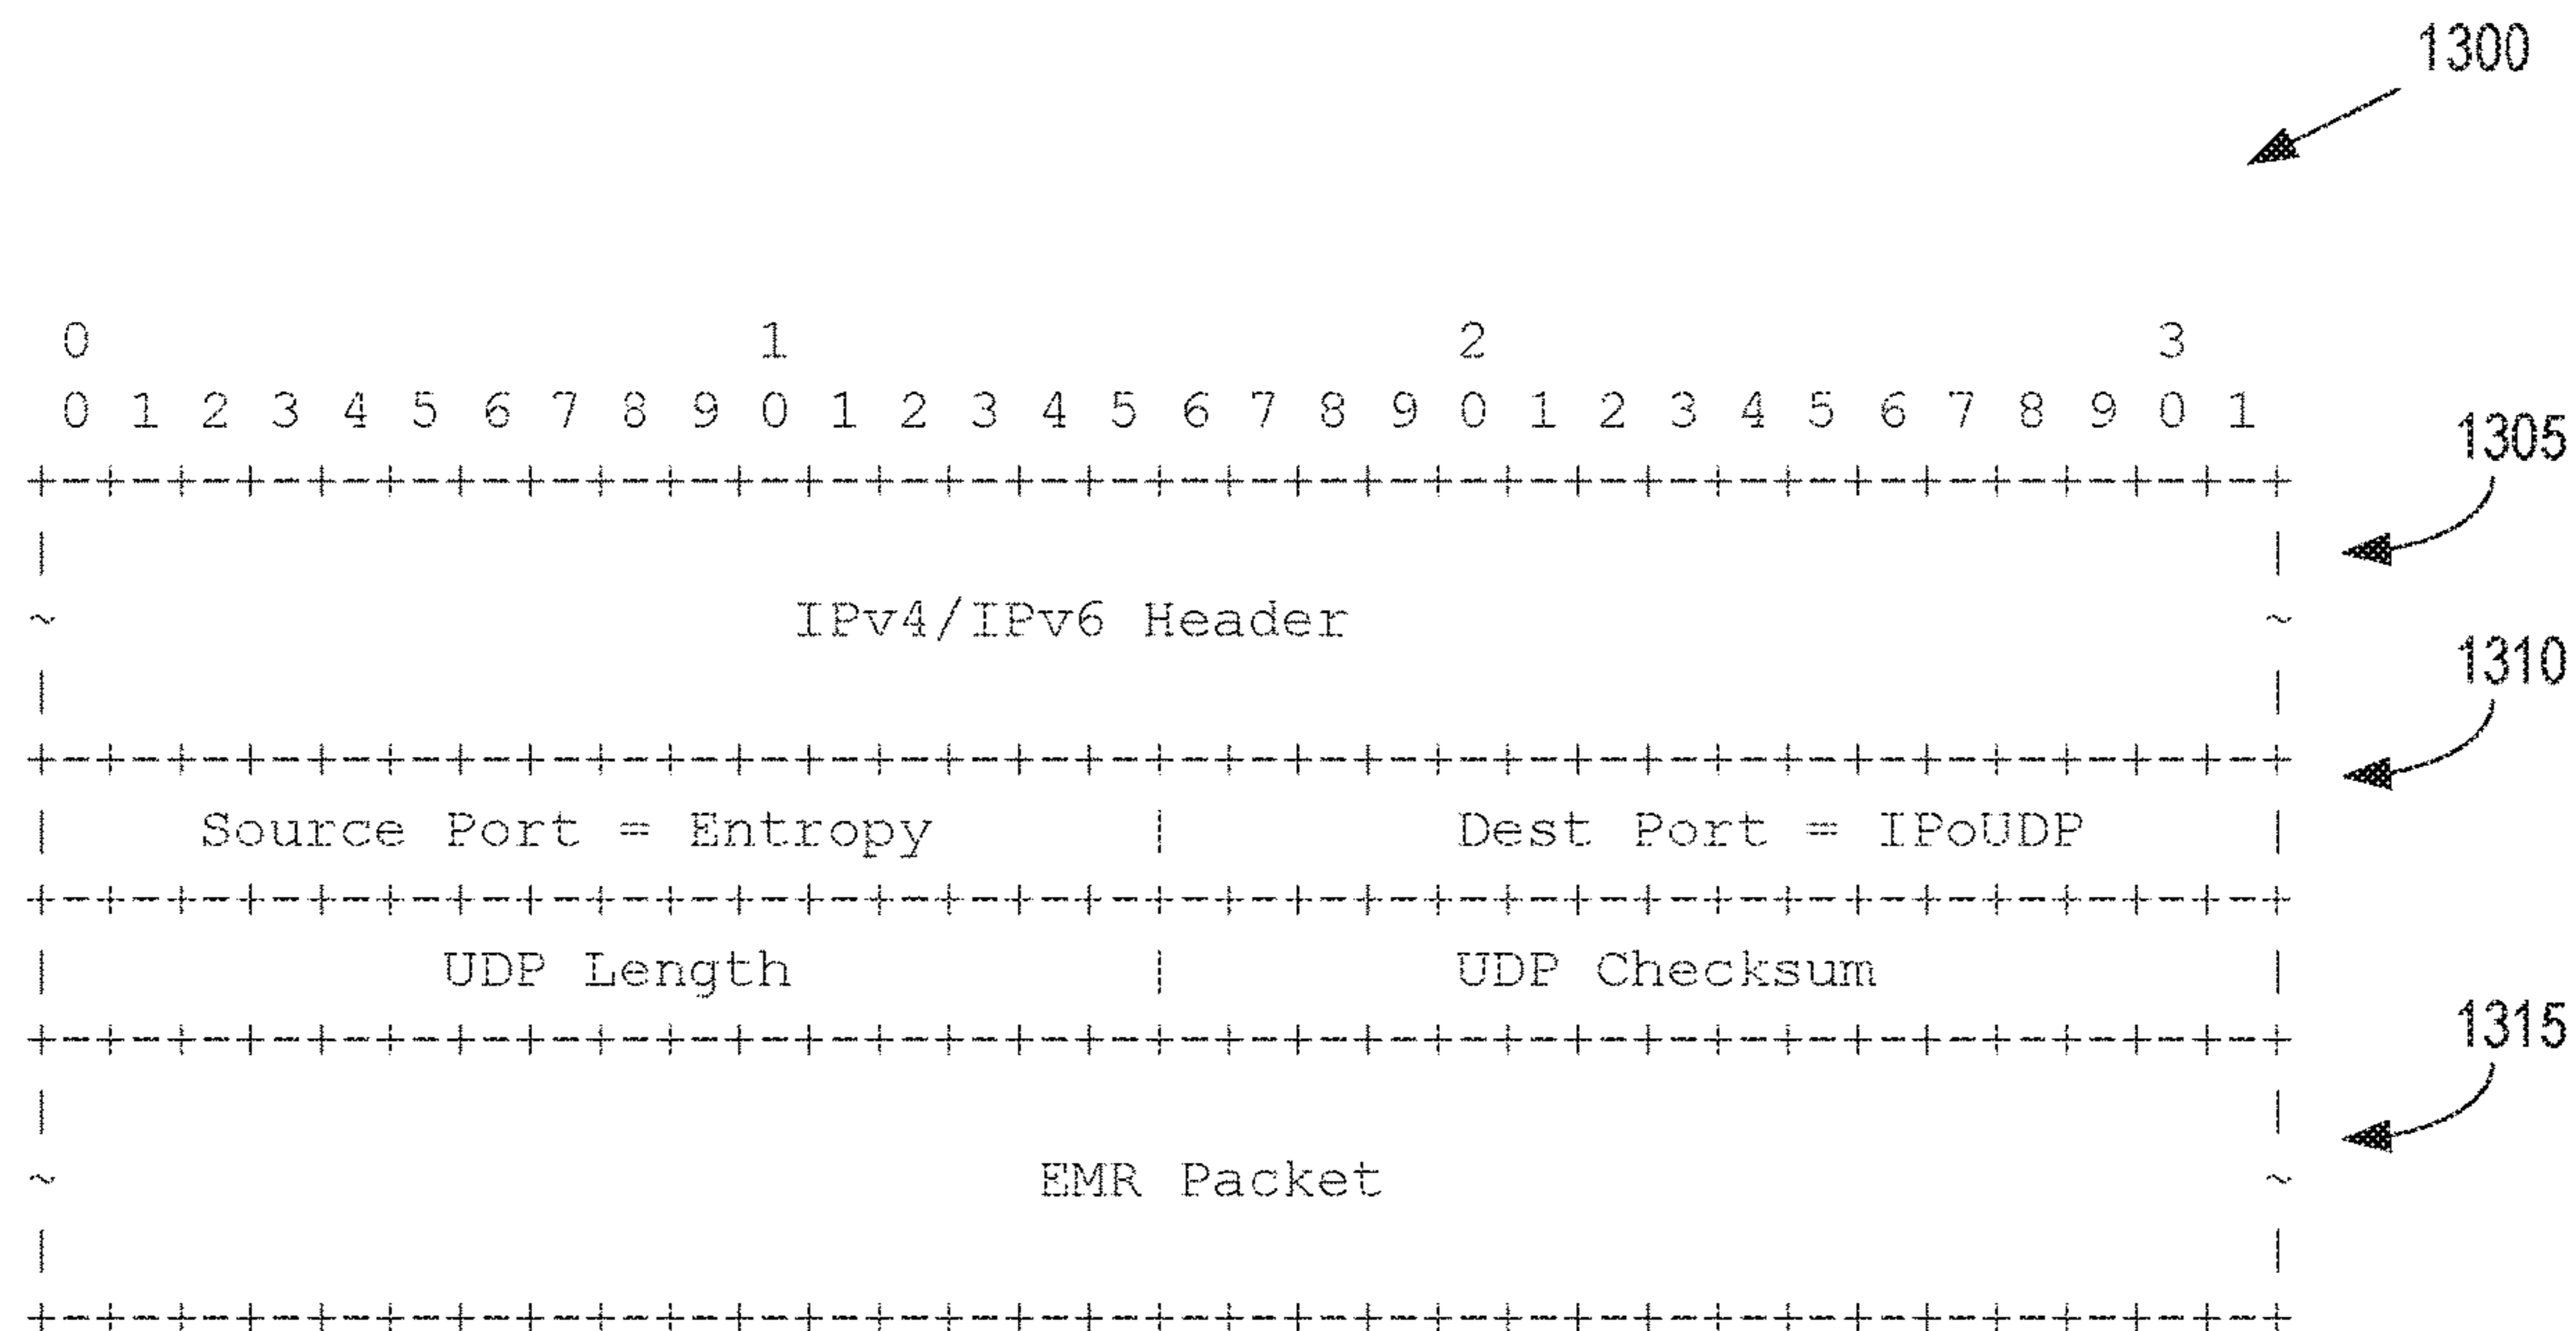 1300
0 1 2 3
0 1 2 3 4 5 6 7 8 9 0 1 2 3 4 5 6 7 8 9 0 1 2 3 4 5 6 7 8 9 0 1
1305
+-+-+-+-+-+-+-+-+-+-+-+-+-+-+-+-+-+-+-+-+-+-+-+-+-+-+-+-+-+-+-+-+
| |
~ IPv4/IPv6 Header ~
1310
| |
+-+-+-+-+-+-+-+-+-+-+-+-+-+-+-+-+-+-+-+-+-+-+-+-+-+-+-+-+-+-+-+-+
| Source Port = Entropy | Dest Port = IPoUDP |
+-+-+-+-+-+-+-+-+-+-+-+-+-+-+-+-+-+-+-+-+-+-+-+-+-+-+-+-+-+-+-+-+
| UDP Length | UDP Checksum |
1315
+-+-+-+-+-+-+-+-+-+-+-+-+-+-+-+-+-+-+-+-+-+-+-+-+-+-+-+-+-+-+-+-+
| |
~ EMR Packet ~
| |
+-+-+-+-+-+-+-+-+-+-+-+-+-+-+-+-+-+-+-+-+-+-+-+-+-+-+-+-+-+-+-+-+